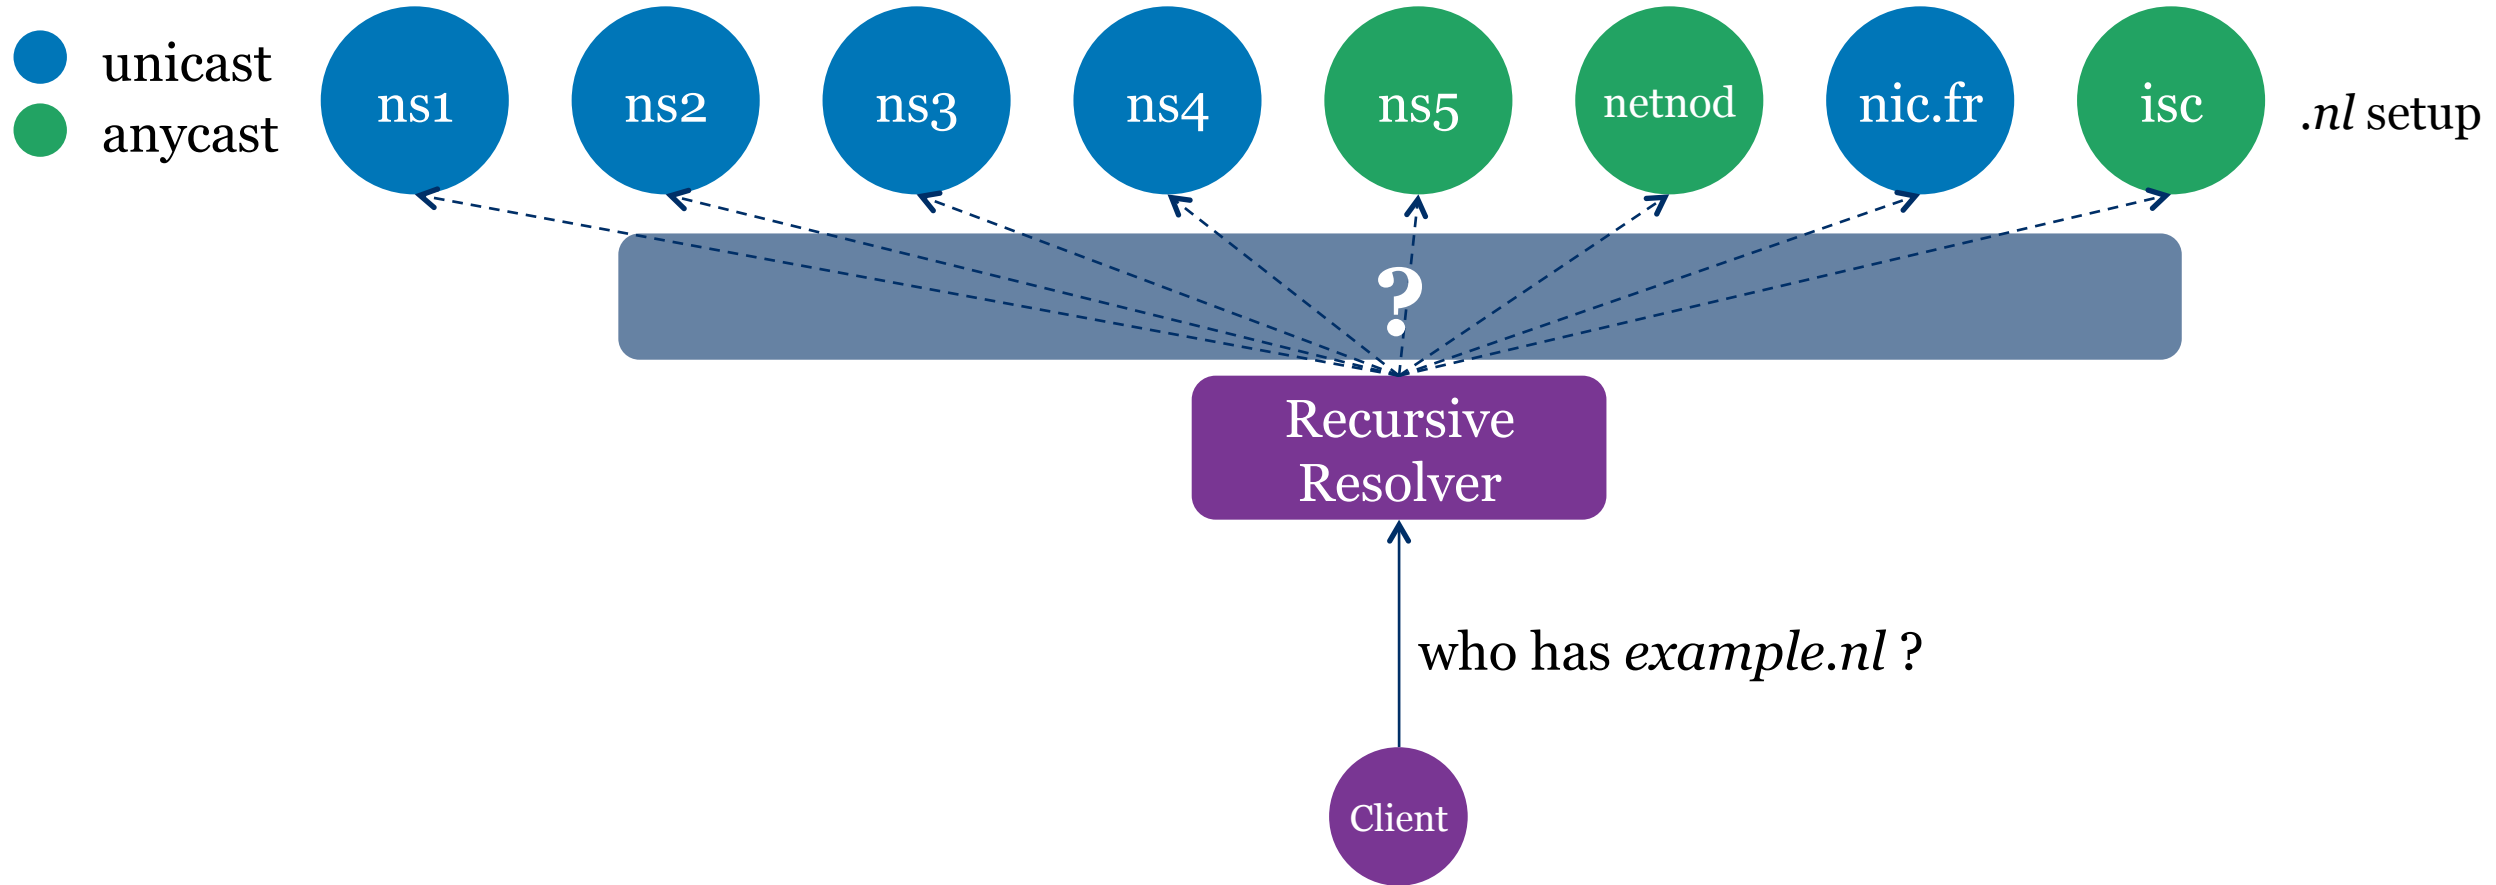 unicast
anycast
ns1
ns2
ns3
ns4
ns5
netnod
nic.fr
isc
.nl setup
?
Recursive
Resolver
who has example.nl ?
Client